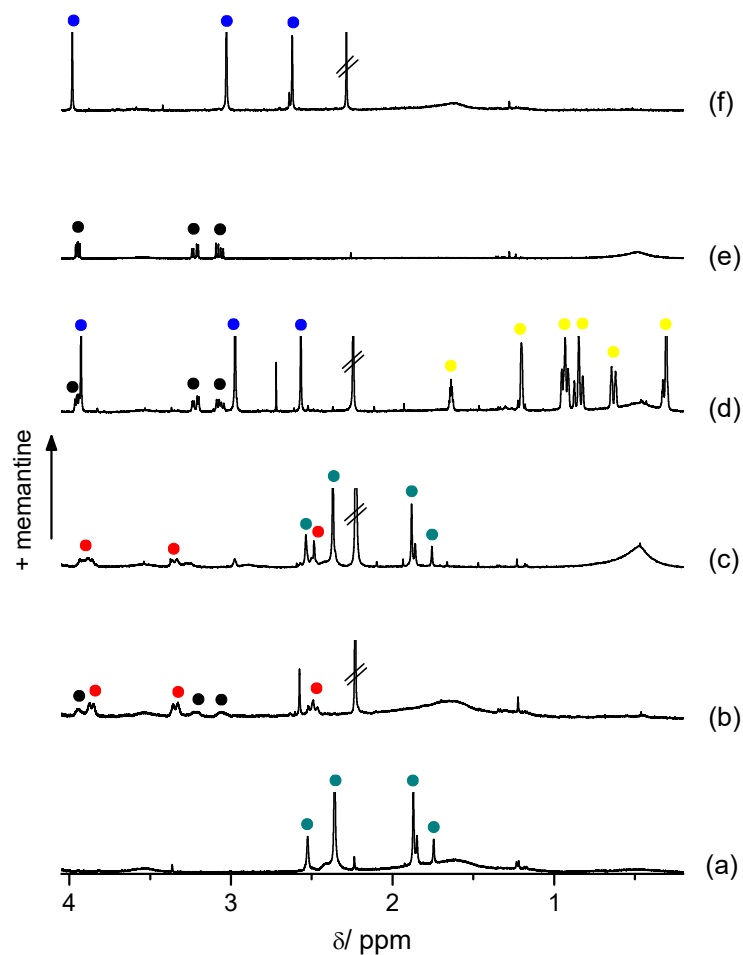 (f)
(e)
(d)
+ memantine
(c)
(b)
(a)
4 3 2 1
δ/ ppm